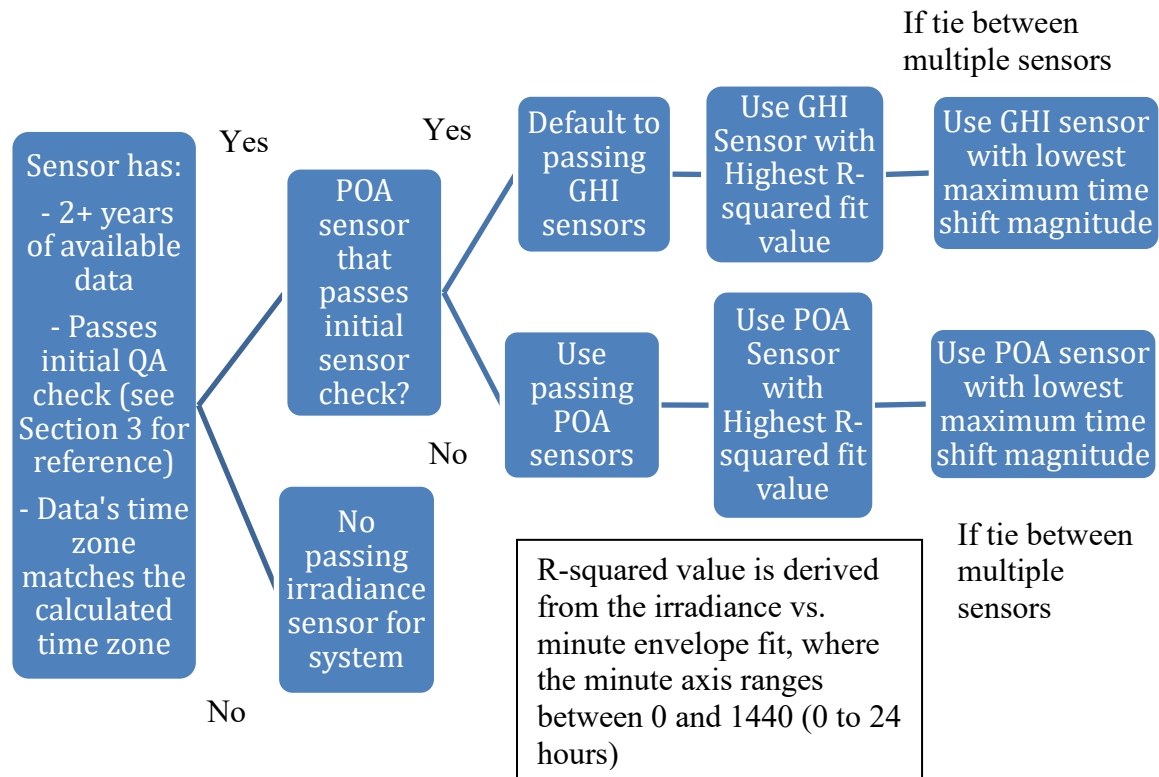 If tie between
multiple sensors
Sensor has:
- 2+ years
of available
data
- Passes
initial QA
check (see
Section 3 for
reference)
- Data's time
zone
matches the
calculated
time zone
Yes
No
POA
sensor
that
passes
initial
sensor
check?
No
passing
irradiance
sensor for
system
Yes
No
Default to
passing
GHI
sensors
Use GHI
Sensor with
Highest R-
squared fit
value
Use GHI sensor
with lowest
maximum time
shift magnitude
Use
passing
POA
sensors
Use POA
Sensor
with
Highest R-
squared fit
value
Use POA sensor
with lowest
maximum time
shift magnitude
If tie between
multiple
sensors
R-squared value is derived
from the irradiance vs.
minute envelope fit, where
the minute axis ranges
between 0 and 1440 (0 to 24
hours)